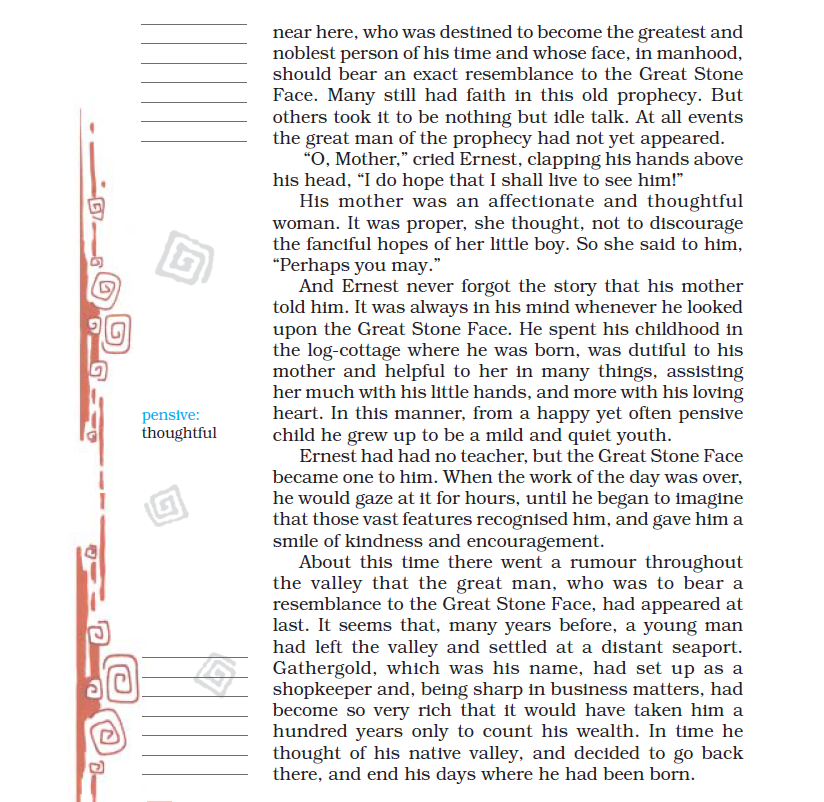 near here, who was destined to become the greatest and
noblest person of his time and whose face, in manhood,
should bear an exact resemblance to the Great Stone
Face. Many still had faith in this old prophecy. But
others took it to be nothing but idle talk. At all events
the great man of the prophecy had not yet appeared.
“O, Mother,” cried Ernest, clapping his hands above
his head, “I do hope that I shall live to see him!”
His mother was an affectionate and thoughtful
woman. It was proper, she thought, not to discourage
the fanciful hopes of her little boy. So she said to him,
“Perhaps you may.”
And Ernest never forgot the story that his mother
told him. It was always in his mind whenever he looked
upon the Great Stone Face. He spent his childhood in
the log-cottage where he was born, was dutiful to his
mother and helpful to her in many things, assisting
her much with his little hands, and more with his loving
heart. In this manner, from a happy yet often pensive
child he grew up to be a mild and quiet youth.
pensive:
thoughtful
Ernest had had no teacher, but the Great Stone Face
became one to him. When the work of the day was over,
he would gaze at it for hours, until he began to imagine
that those vast features recognised him, and gave him a
smile of kindness and encouragement.
About this time there went a rumour throughout
the valley that the great man, who was to bear a
resemblance to the Great Stone Face, had appeared at
last. It seems that, many years before, a young man
had left the valley and settled at a distant seaport.
Gathergold, which was his name, had set up as a
shopkeeper and, being sharp in business matters, had
become so very rich that it would have taken him a
hundred years only to count his wealth. In time he
thought of his native valley, and decided to go back
there, and end his days where he had been born.